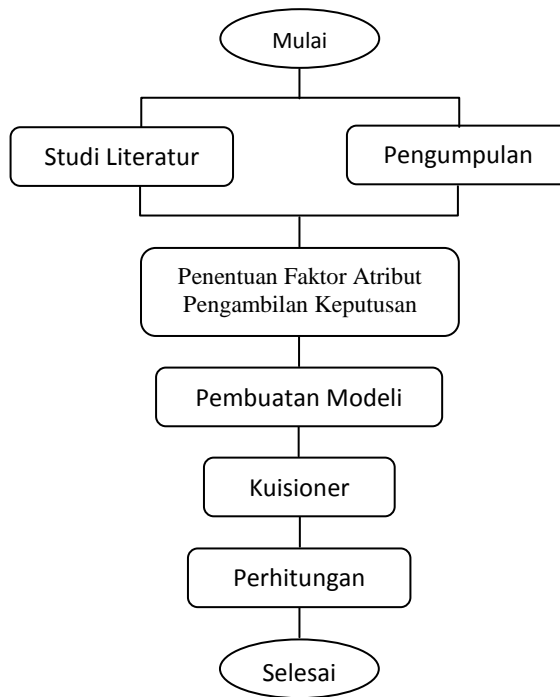 Mulai
Studi Literatur
Pengumpulan
Penentuan Faktor Atribut
Pengambilan Keputusan
Pembuatan Modeli
Kuisioner
Perhitungan
Selesai